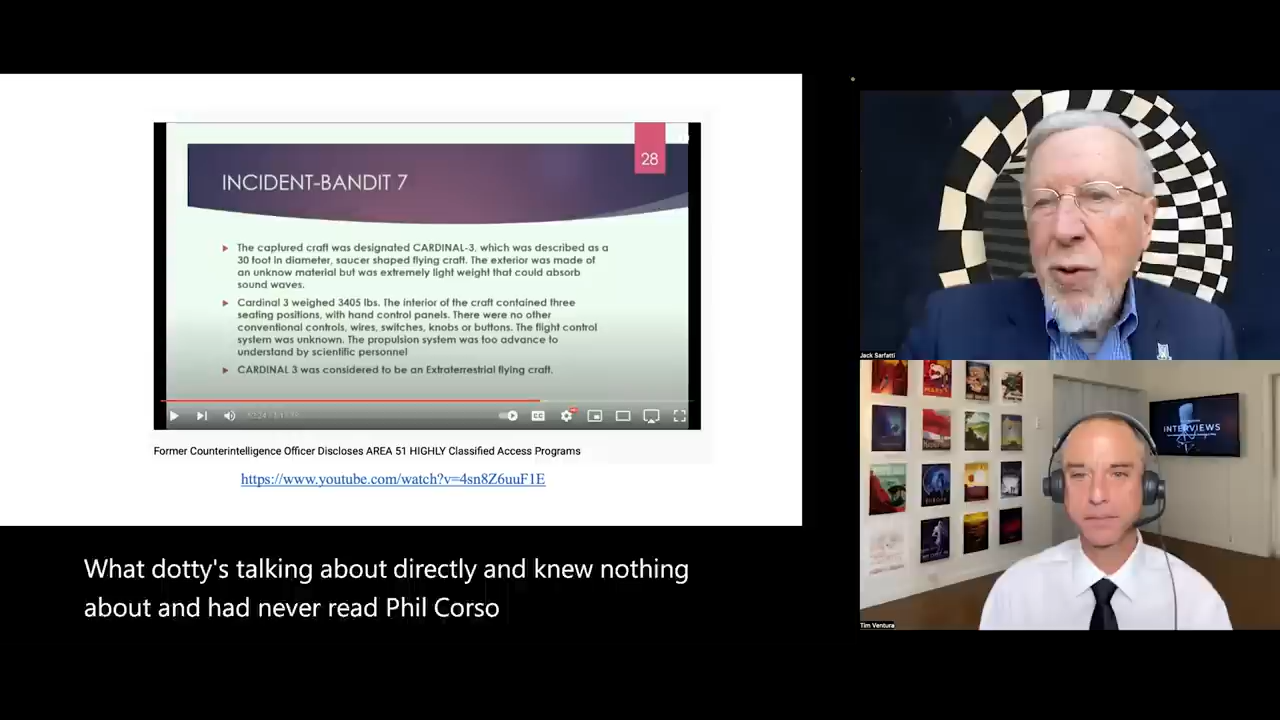 28
INCIDENT-BANDIT 7
The captured craft was designated CARDINAL-3, which was described as a
30 foot in diameter, saucer shaped flying craft. The exterior was made of
an unknow material but was extremely light weight that could absorb
sound waves.
Cardinal 3 weighed 3405 lbs. The interior of the craft contained three
seating positions, with hand control panels. There were no other
conventional controls, wires, switches, knobs or buttons. The flight control
system was unknown. The propulsion system was too advance to
understand by scientific personnel
CARDINAL 3 was considered to be an Extraterrestrial flying craft.
CC
Former Counterintelligence Officer Discloses AREA 51 HIGHLY Classified Access Programs
https://www.youtube.com/watch?v=4sn8Z6uuF1E
What dotty's talking about directly and knew nothing
about and had never read Phil Corso
Jack Sarfatti
INTERVIEWS
Tim Ventura